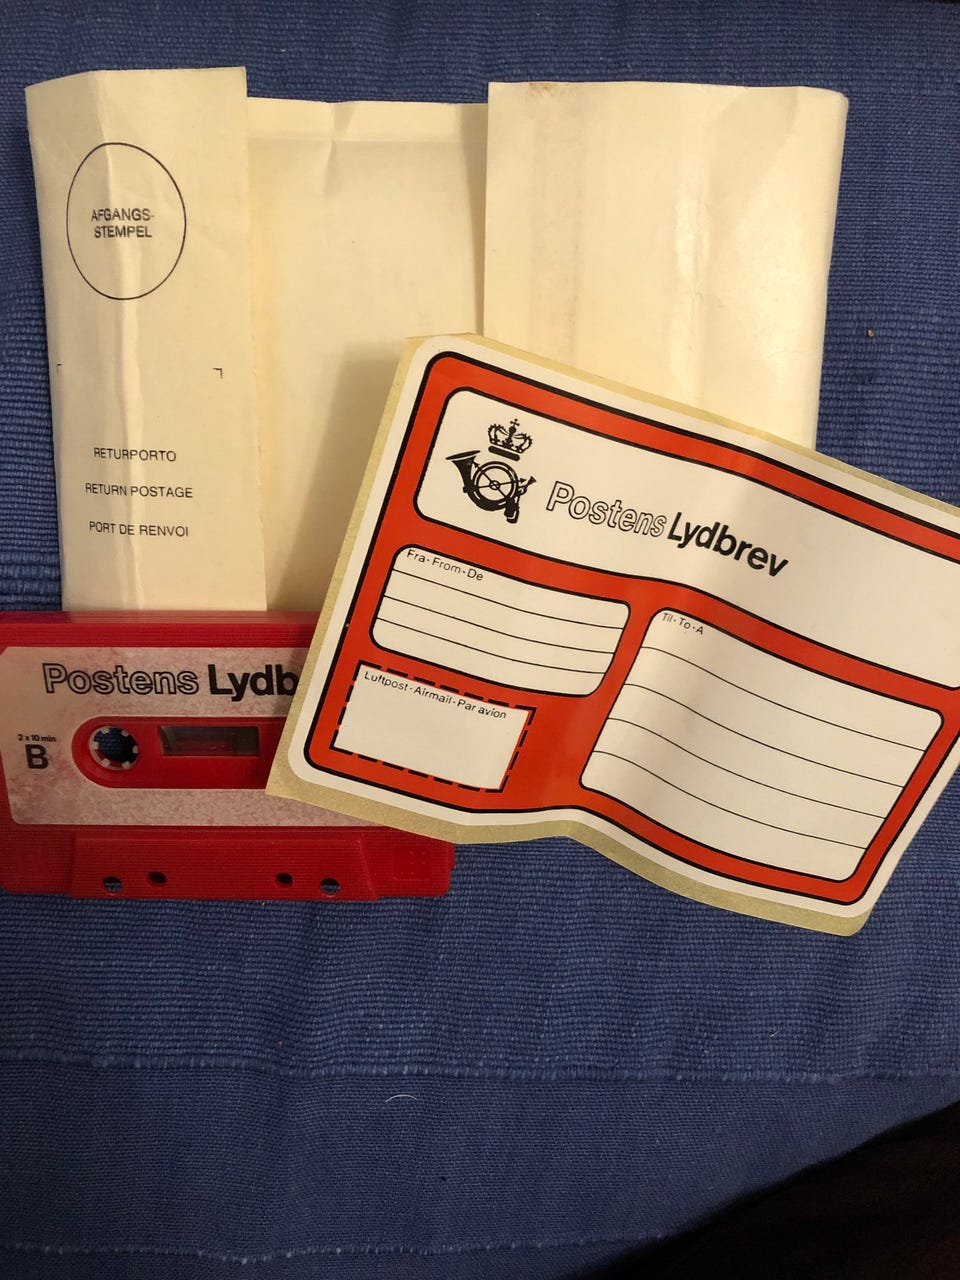 AFGANGS-
STEMPEL
RETURPORTO
RETURN POSTAGE
PORT DE RENVOI
Postens Lydbrev
Fra-From-De
Til-To-A
Luftpost-Airmail-Par avion
Postens Lydb
2 x 10 min
B